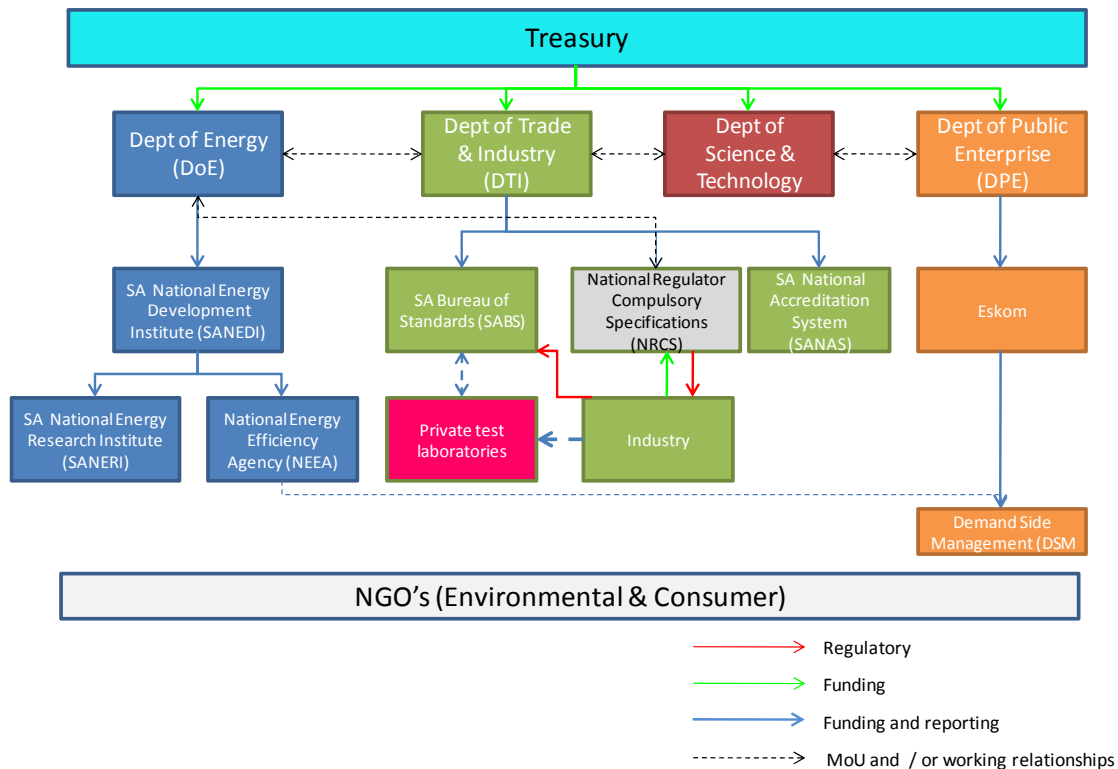 Treasury
Dept of Energy
(DoE)
Dept of Trade
& Industry
(DTI)
Dept of
Science &
Technology
Dept of Public
Enterprise
(DPE)
SA National Energy
Development
Institute (SANEDI)
SA Bureau of
Standards (SABS)
National Regulator
Compulsory
Specifications
(NRCS)
SA National
Accreditation
System
(SANAS)
Eskom
SA National Energy
Research Institute
(SANERI)
National Energy
Efficiency
Agency (NEEA)
Private test
laboratories
Industry
Demand Side
Management (DSM
NGO's (Environmental & Consumer)
Regulatory
Funding
Funding and reporting
MoU and / or working relationships